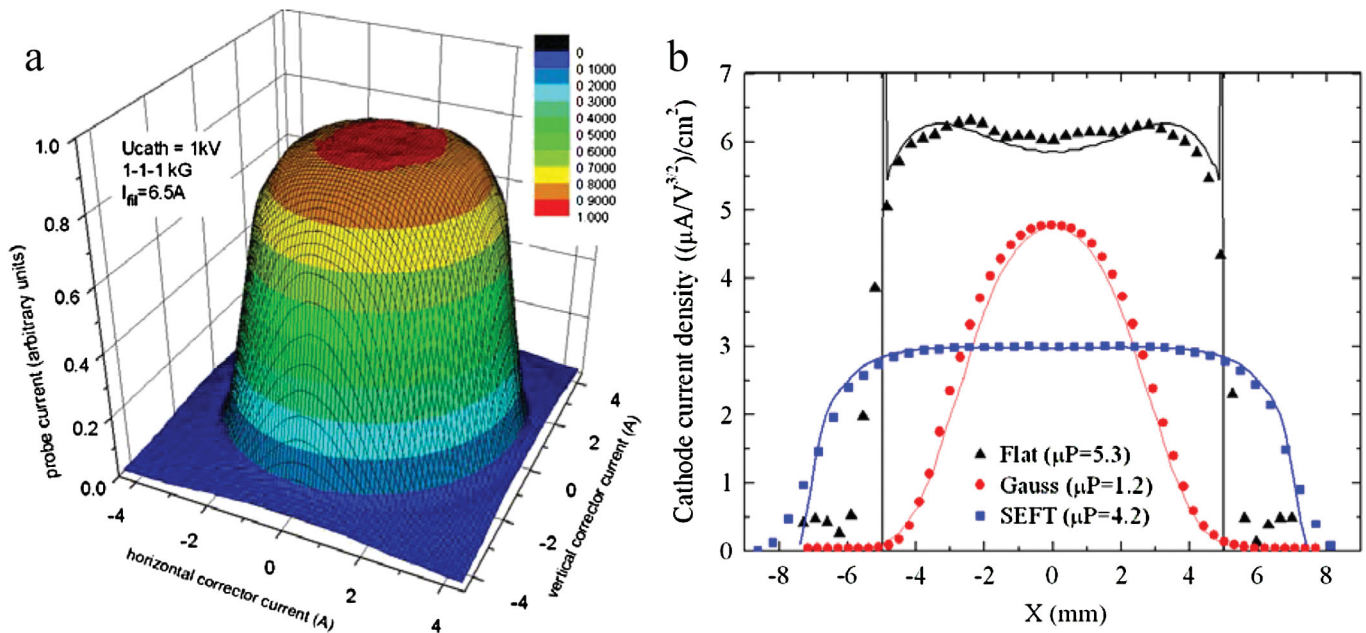 a
Ucath = 1kV
1-1-1 kG
I_fil=6.5A
0
0 1000
0 2000
0 3000
0 4000
0 5000
0 6000
0 7000
0 8000
0 9000
1 000
1.0
0.8
0.6
0.4
0.2
0.0
probe current (arbitrary units)
-4
-2
0
2
4
horizontal corrector current (A)
4
2
0
-2
-4
vertical corrector current (A)
b
7
6
5
4
3
2
1
0
Cathode current density ((μA/V^3/2)/cm²
Flat (μP=5.3)
Gauss (μP=1.2)
SEFT (μP=4.2)
-8 -6 -4 -2 0 2 4 6 8
X (mm)